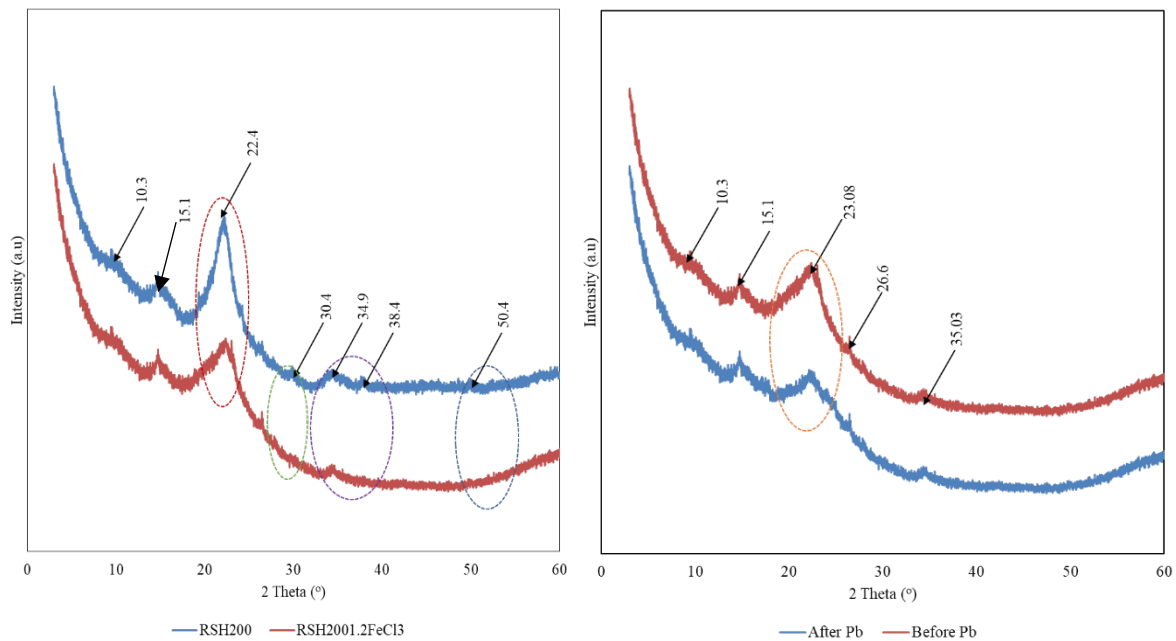 Intensity (a.u)
10.3
15.1
22.4
30.4
34.9
38.4
50.4
0 10 20 30 40 50 60
2 Theta (º)
RSH200 RSH2001.2FeCl3
Intensity (a.u)
10.3
15.1
23.08
26.6
35.03
0 10 20 30 40 50 60
2 Theta (º)
After Pb Before Pb